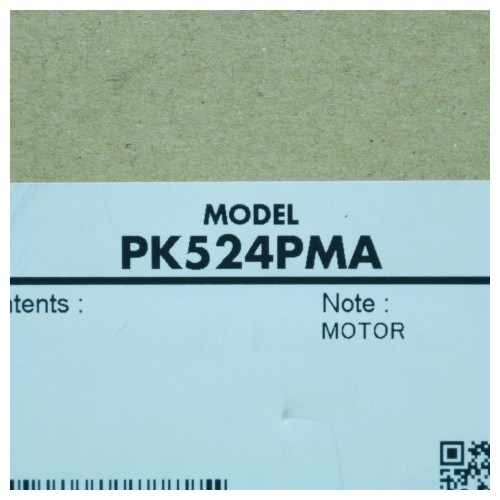 MODEL
PK524PMA
ntents :
Note :
MOTOR